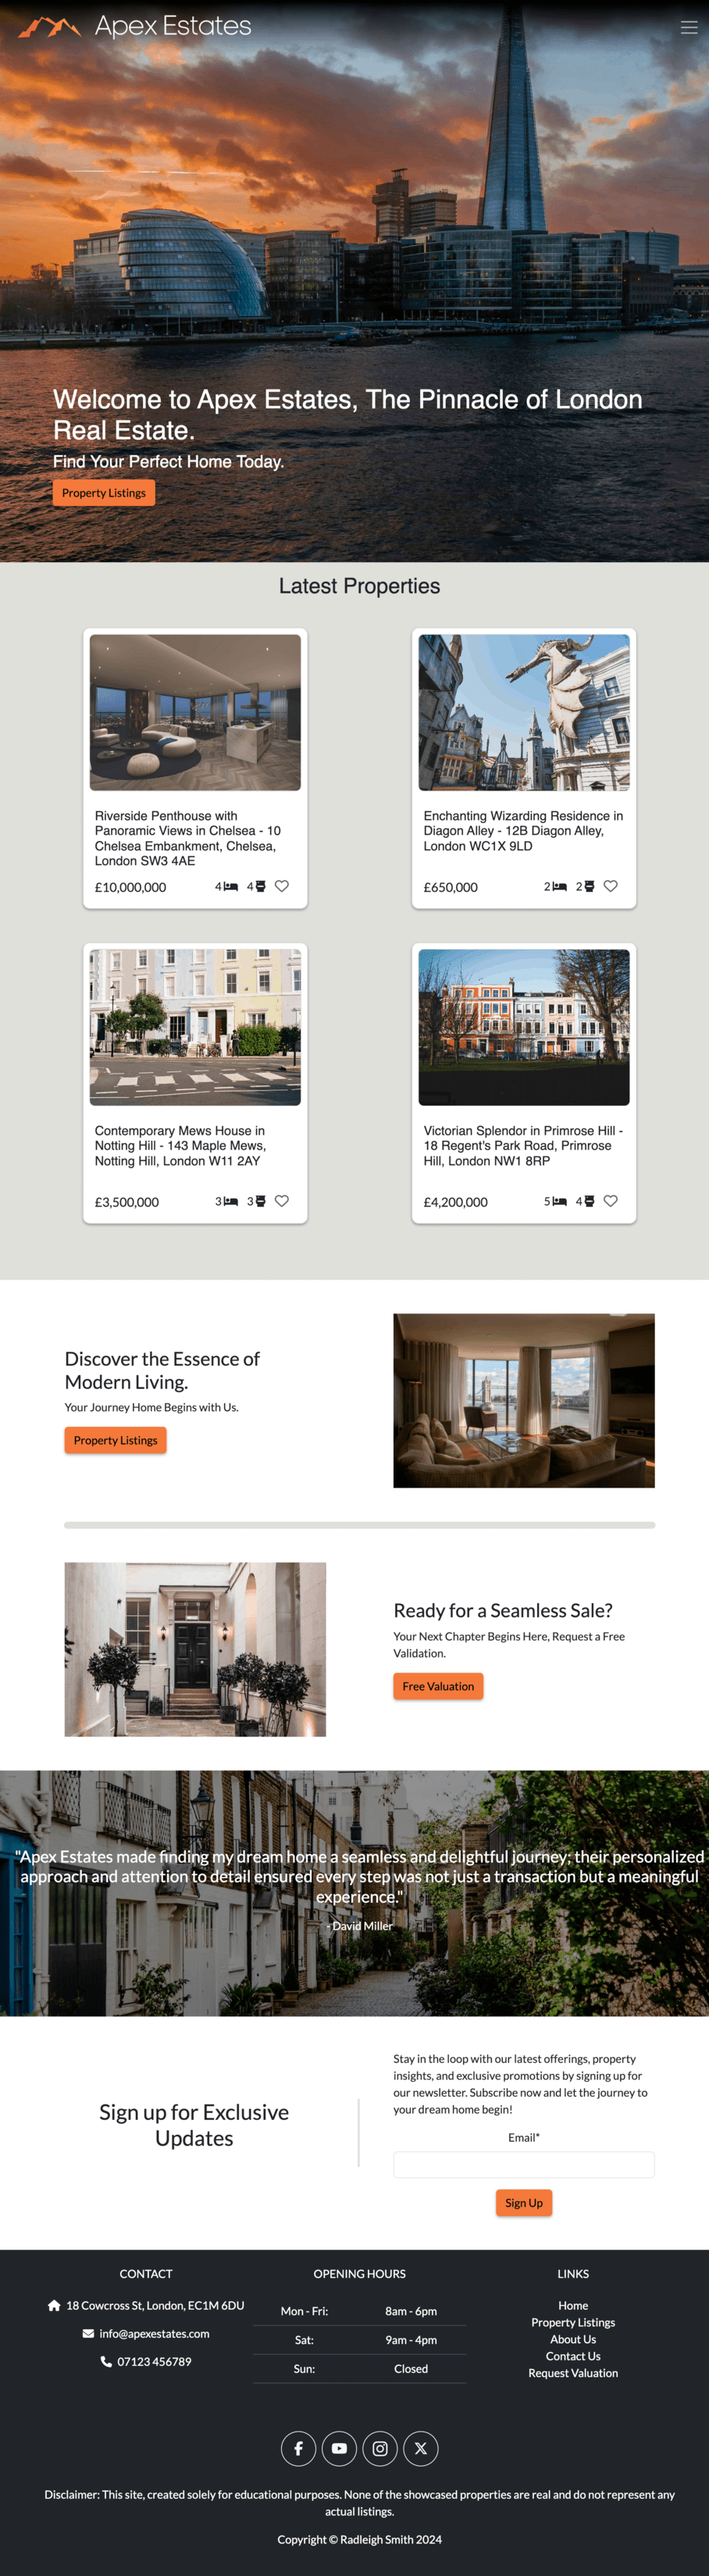 Apex Estates
Welcome to Apex Estates, The Pinnacle of London
Real Estate.
Find Your Perfect Home Today.
Property Listings
Latest Properties
Riverside Penthouse with
Panoramic Views in Chelsea - 10
Chelsea Embankment, Chelsea,
London SW3 4AE
£10,000,000 4 4
Enchanting Wizarding Residence in
Diagon Alley - 12B Diagon Alley,
London WC1X 9LD
£650,000 2 2
Contemporary Mews House in
Notting Hill - 143 Maple Mews,
Notting Hill, London W11 2AY
£3,500,000 3 3
Victorian Splendor in Primrose Hill -
18 Regent's Park Road, Primrose
Hill, London NW1 8RP
£4,200,000 5 4
Discover the Essence of
Modern Living.
Your Journey Home Begins with Us.
Property Listings
Ready for a Seamless Sale?
Your Next Chapter Begins Here, Request a Free
Validation.
Free Valuation
"Apex Estates made finding my dream home a seamless and delightful journey; their personalized
approach and attention to detail ensured every step was not just a transaction but a meaningful
experience."
- David Miller
Sign up for Exclusive
Updates
Stay in the loop with our latest offerings, property
insights, and exclusive promotions by signing up for
our newsletter. Subscribe now and let the journey to
your dream home begin!
Email*
Sign Up
CONTACT
18 Cowcross St, London, EC1M 6DU
info@apexestates.com
07123 456789
OPENING HOURS
Mon - Fri: 8am - 6pm
Sat: 9am - 4pm
Sun: Closed
LINKS
Home
Property Listings
About Us
Contact Us
Request Valuation
Disclaimer: This site, created solely for educational purposes. None of the showcased properties are real and do not represent any
actual listings.
Copyright © Radleigh Smith 2024